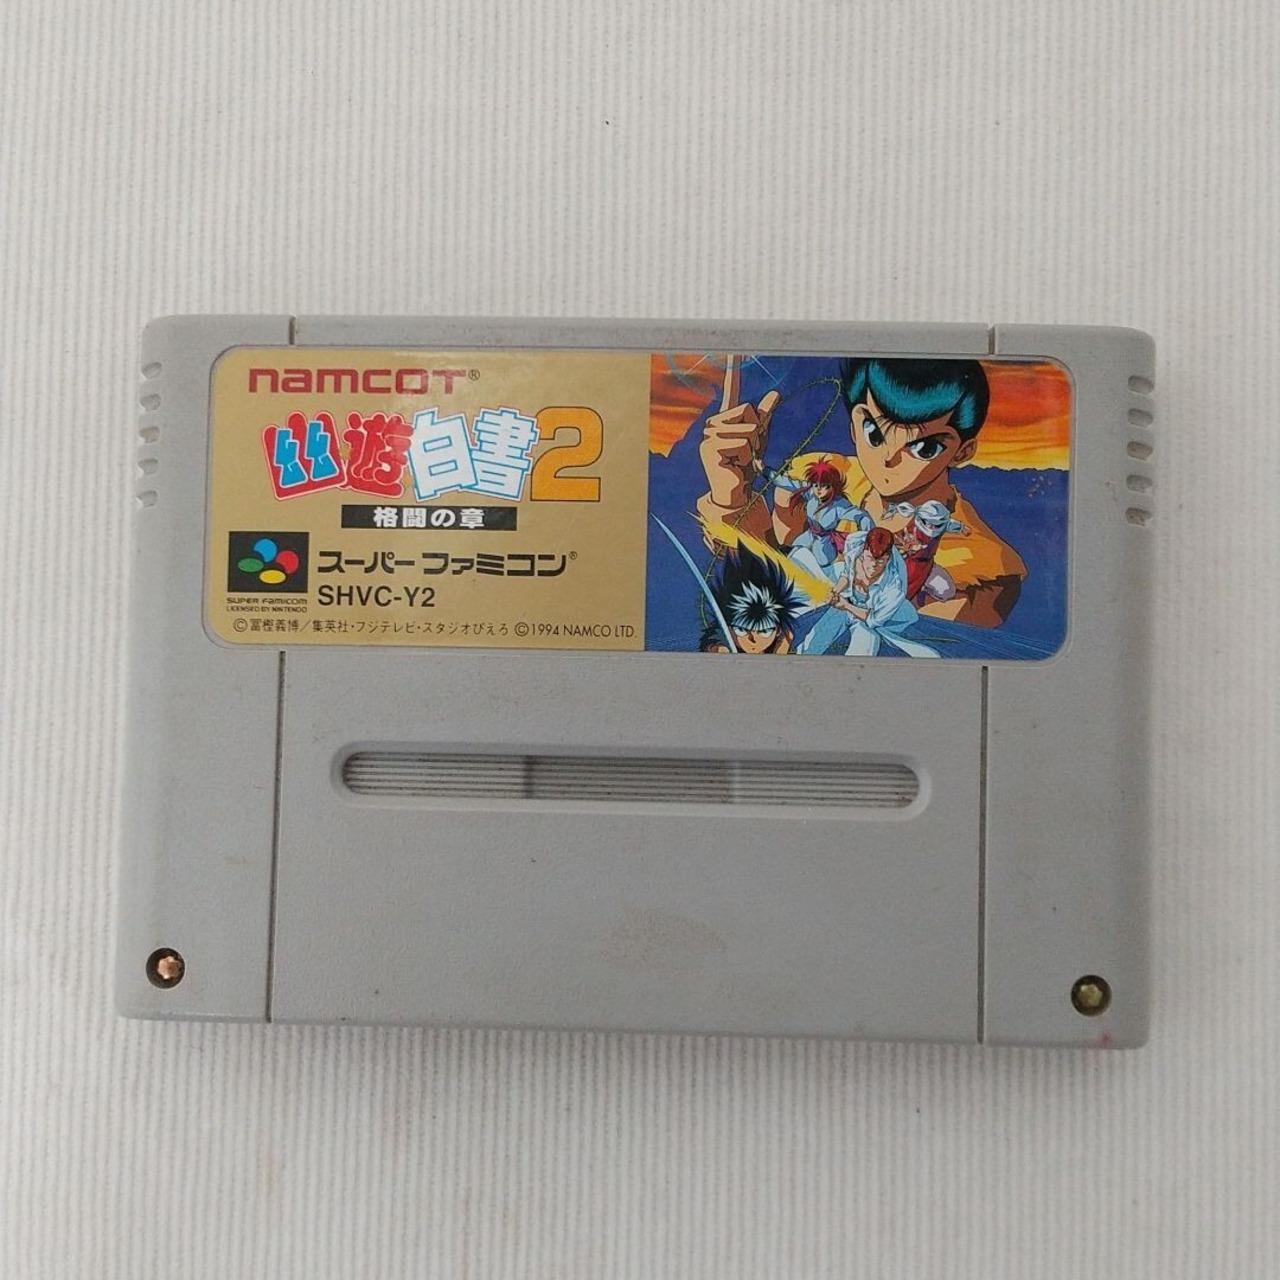 namcoT®
幽遊白書2
格闘の章
SUPER FAMICOM
LICENSED BY NINTENDO
スーパーファミコン®
SHVC-Y2
©冨樫義博/集英社・フジテレビ・スタジオぴえろ ©1994 NAMCO LTD.